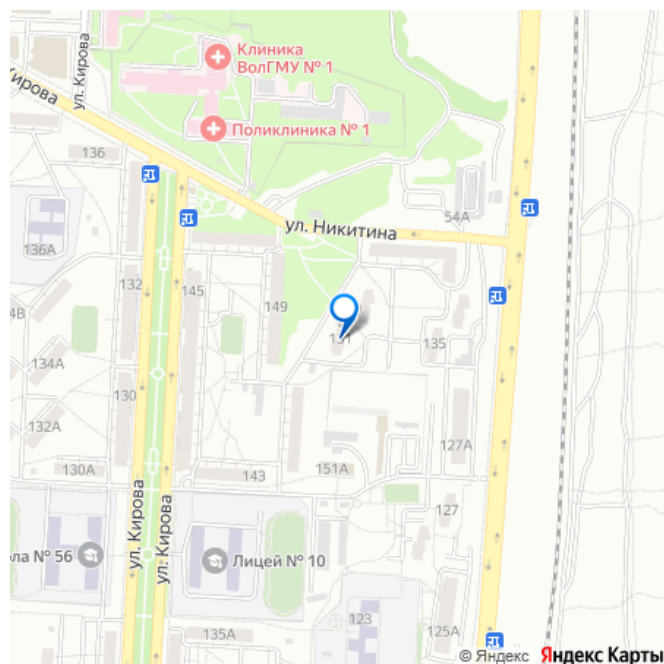 Клиника
ВолГМУ № 1
ул. Кирова
Кирова
Поликлиника № 1
136
54А
ул. Никитина
136А
132
145
149
134А
135
130
132А
127А
130А
143
151А
127
ул. Кирова
ул. Кирова
ола № 56
Лицей № 10
123
135А
125А
© Яндекс Яндекс Карты